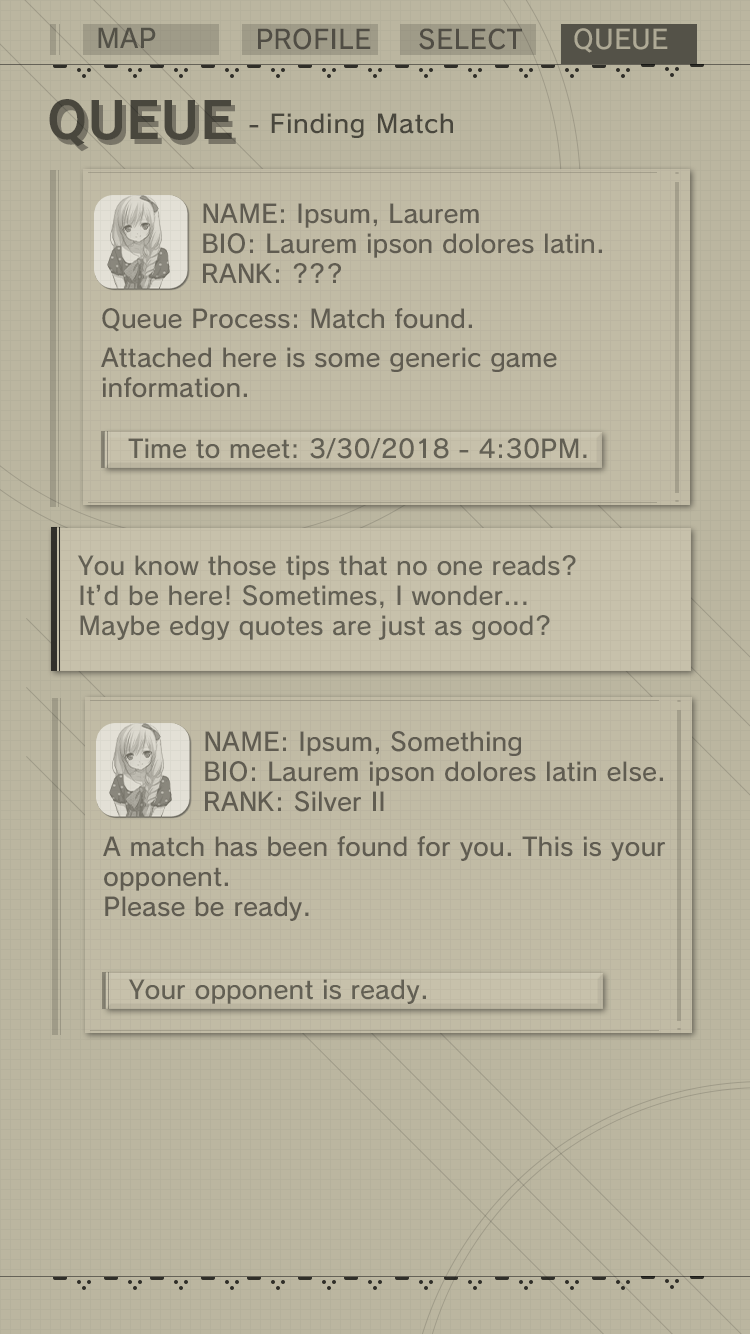 MAP PROFILE SELECT QUEUE
QUEUE - Finding Match
NAME: Ipsum, Laurem
BIO: Laurem ipson dolores latin.
RANK: ???
Queue Process: Match found.
Attached here is some generic game
information.
Time to meet: 3/30/2018 - 4:30PM.
You know those tips that no one reads?
It'd be here! Sometimes, I wonder...
Maybe edgy quotes are just as good?
NAME: Ipsum, Something
BIO: Laurem ipson dolores latin else.
RANK: Silver II
A match has been found for you. This is your
opponent.
Please be ready.
Your opponent is ready.